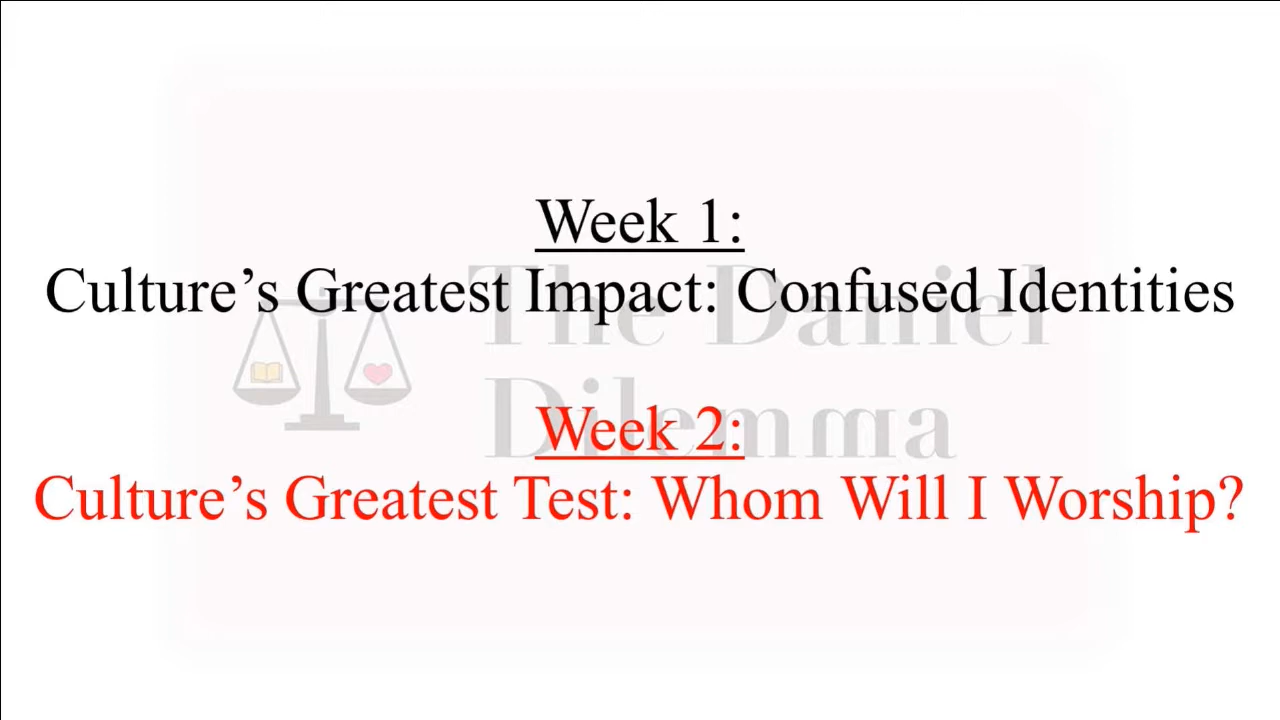 Week 1:
Culture’s Greatest Impact: Confused Identities
The Daniel
Dilemma
Week 2:
Culture’s Greatest Test: Whom Will I Worship?